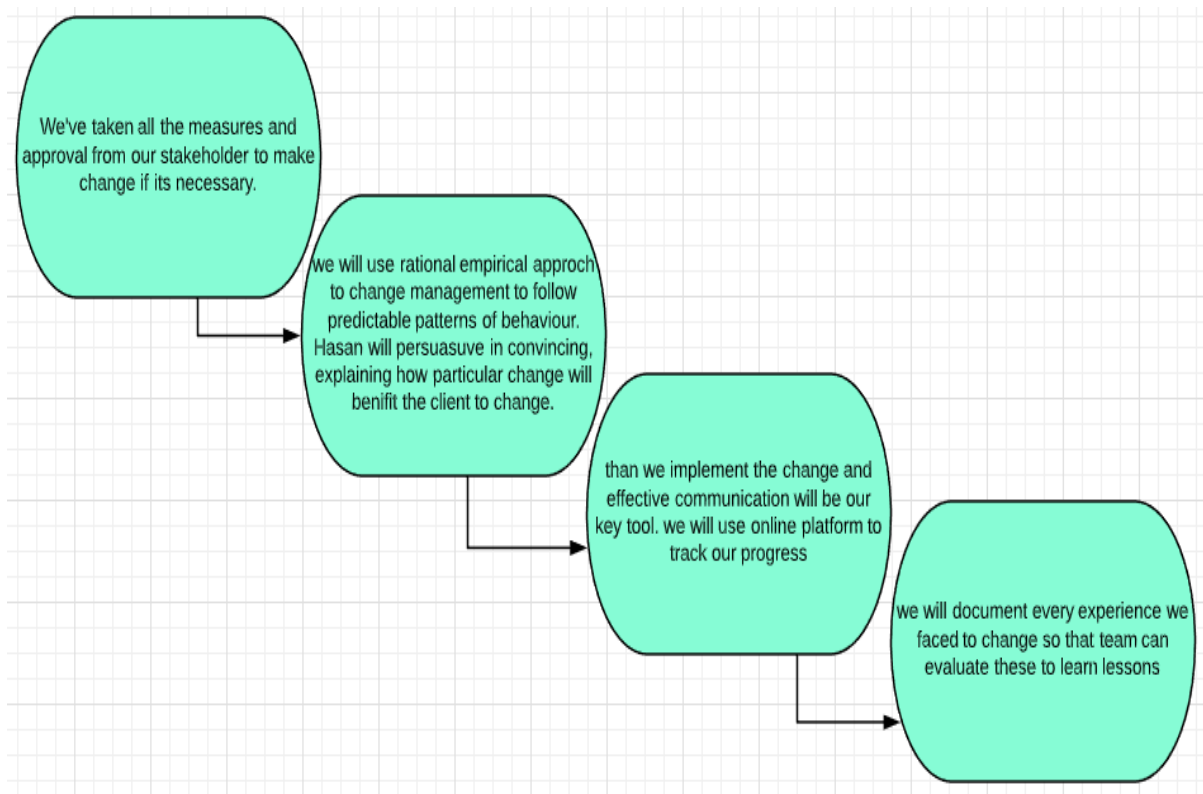 We've taken all the measures and
approval from our stakeholder to make
change if its necessary.
we will use rational empirical approch
to change management to follow
predictable patterns of behaviour.
Hasan will persuasuve in convincing,
explaining how particular change will
benifit the client to change.
than we implement the change and
effective communication will be our
key tool. we will use online platform to
track our progress
we will document every experience we
faced to change so that team can
evaluate these to learn lessons